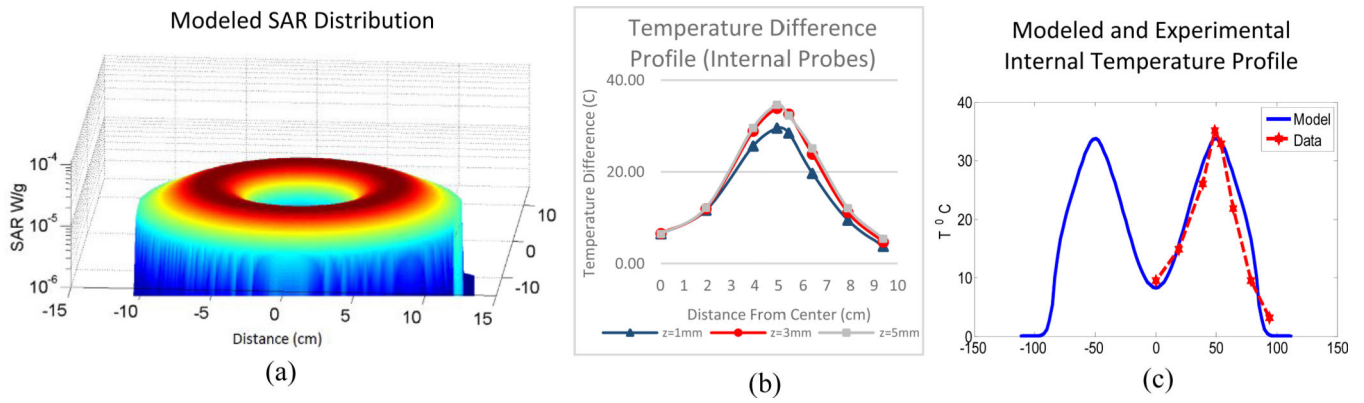 Modeled SAR Distribution
SAR W/g
10-4
10-5
10-6
-15
-10
-5
0
5
10
15
10
0
-10
Distance (cm)
(a)
Temperature Difference
Profile (Internal Probes)
Temperature Difference (C)
40.00
20.00
0.00
0 1 2 3 4 5 6 7 8 9 10
Distance From Center (cm)
z=1mm z=3mm z=5mm
(b)
Modeled and Experimental
Internal Temperature Profile
T 0 C
40
30
20
10
0
-150 -100 -50 0 50 100 150
Model
Data
(c)